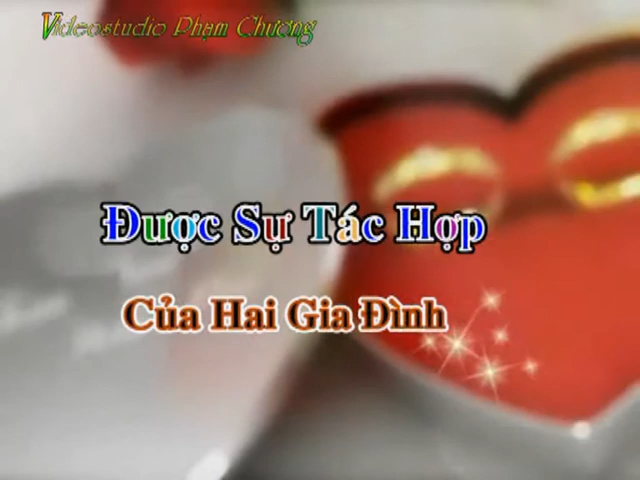 Videostudio Phạm Chương
Được Sự Tác Hợp
Của Hai Gia Đình